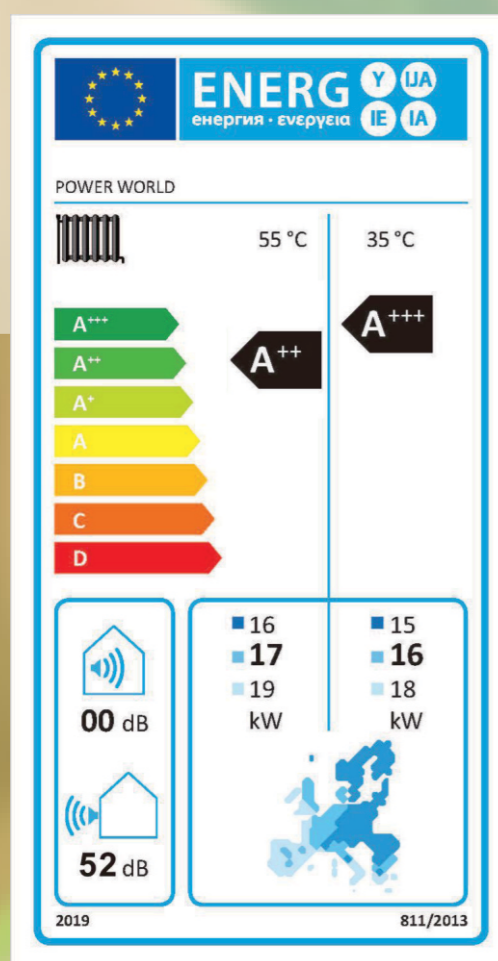 ENERG Y IJA
енергия · ενεργεια IE IA
POWER WORLD
55 °C 35 °C
A+++ A+++
A++ A++
A+
A
B
C
D
16 15
17 16
19 18
kW kW
00 dB
52 dB
2019 811/2013